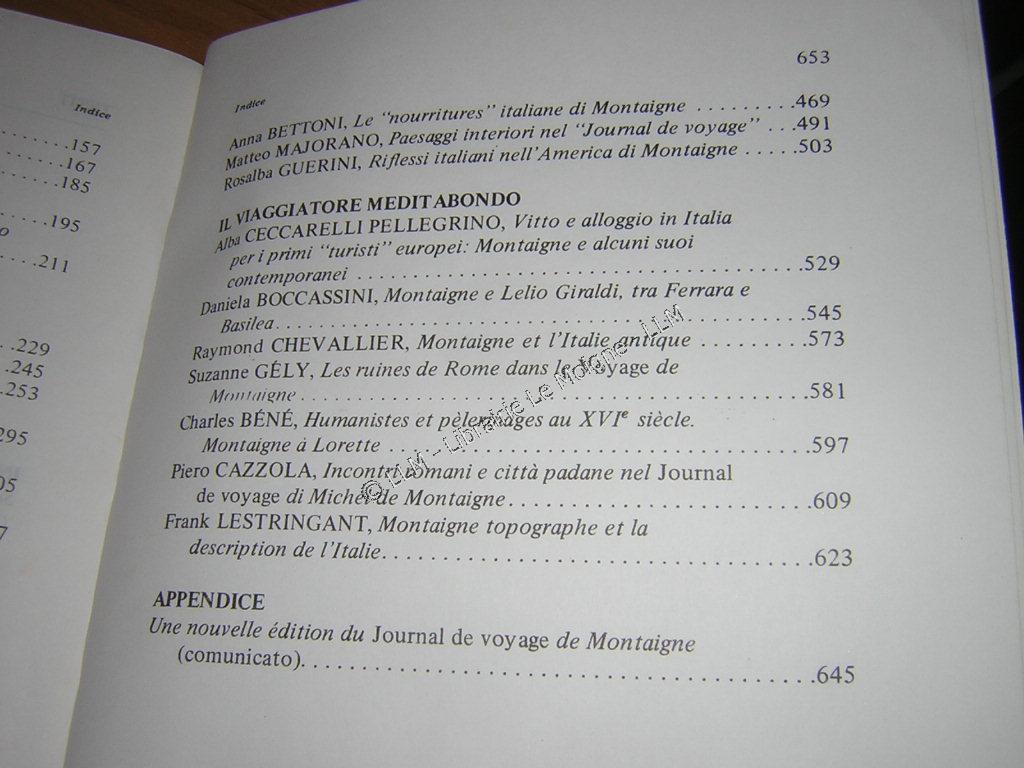 Indice
.....157
.....167
.....185
.....195
o
....211
..229
..245
..253
295
05
7
653
Indice
Anna BETTONI, Le "nourritures" italiane di Montaigne .........469
Matteo MAJORANO, Paesaggi interiori nel "Journal de voyage" ...491
Rosalba GUERINI, Riflessi italiani nell'America di Montaigne .....503
IL VIAGGIATORE MEDITABONDO
Alba CECCARELLI PELLEGRINO, Vitto e alloggio in Italia
per i primi "turisti" europei: Montaigne e alcuni suoi
contemporanei .......................................529
Daniela BOCCASSINI, Montaigne e Lelio Giraldi, tra Ferrara e
Basilea..............................................545
Raymond CHEVALLIER, Montaigne et l'Italie antique .........573
Suzanne GÉLY, Les ruines de Rome dans le Voyage de
Montaigne ..........................................581
Charles BÉNÉ, Humanistes et pèlerinages au XVIe siècle.
Montaigne à Lorette ...................................597
Piero CAZZOLA, Incontri romani e città padane nel Journal
de voyage di Michel de Montaigne.........................609
Frank LESTRINGANT, Montaigne topographe et la
description de l'Italie...................................623
APPENDICE
Une nouvelle édition du Journal de voyage de Montaigne
(comunicato)..........................................645
© LLM - Librairie Le Moigne - LLM